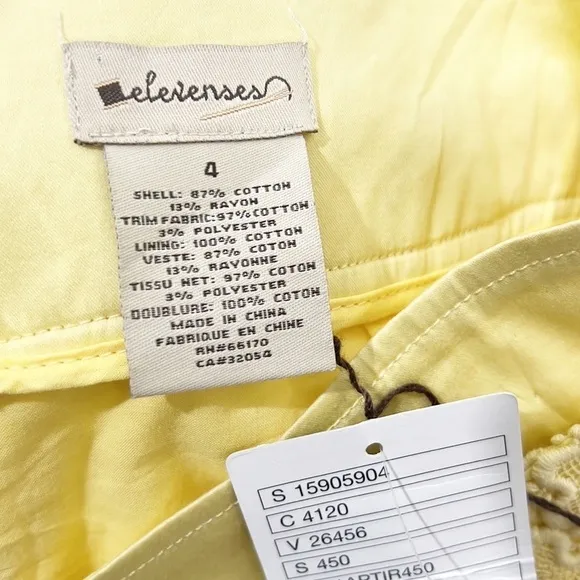 elevenses
4
SHELL: 87% COTTON
13% RAYON
TRIM FABRIC:97% COTTON
3% POLYESTER
LINING: 100% COTTON
VESTE: 87% COTON
13% RAYONNE
TISSU NET: 97% COTON
3% POLYESTER
DOUBLURE: 100% COTON
MADE IN CHINA
FABRIQUE EN CHINE
RN#66170
CA#32054
S 15905904
C 4120
V 26456
S 450
ARTIR450